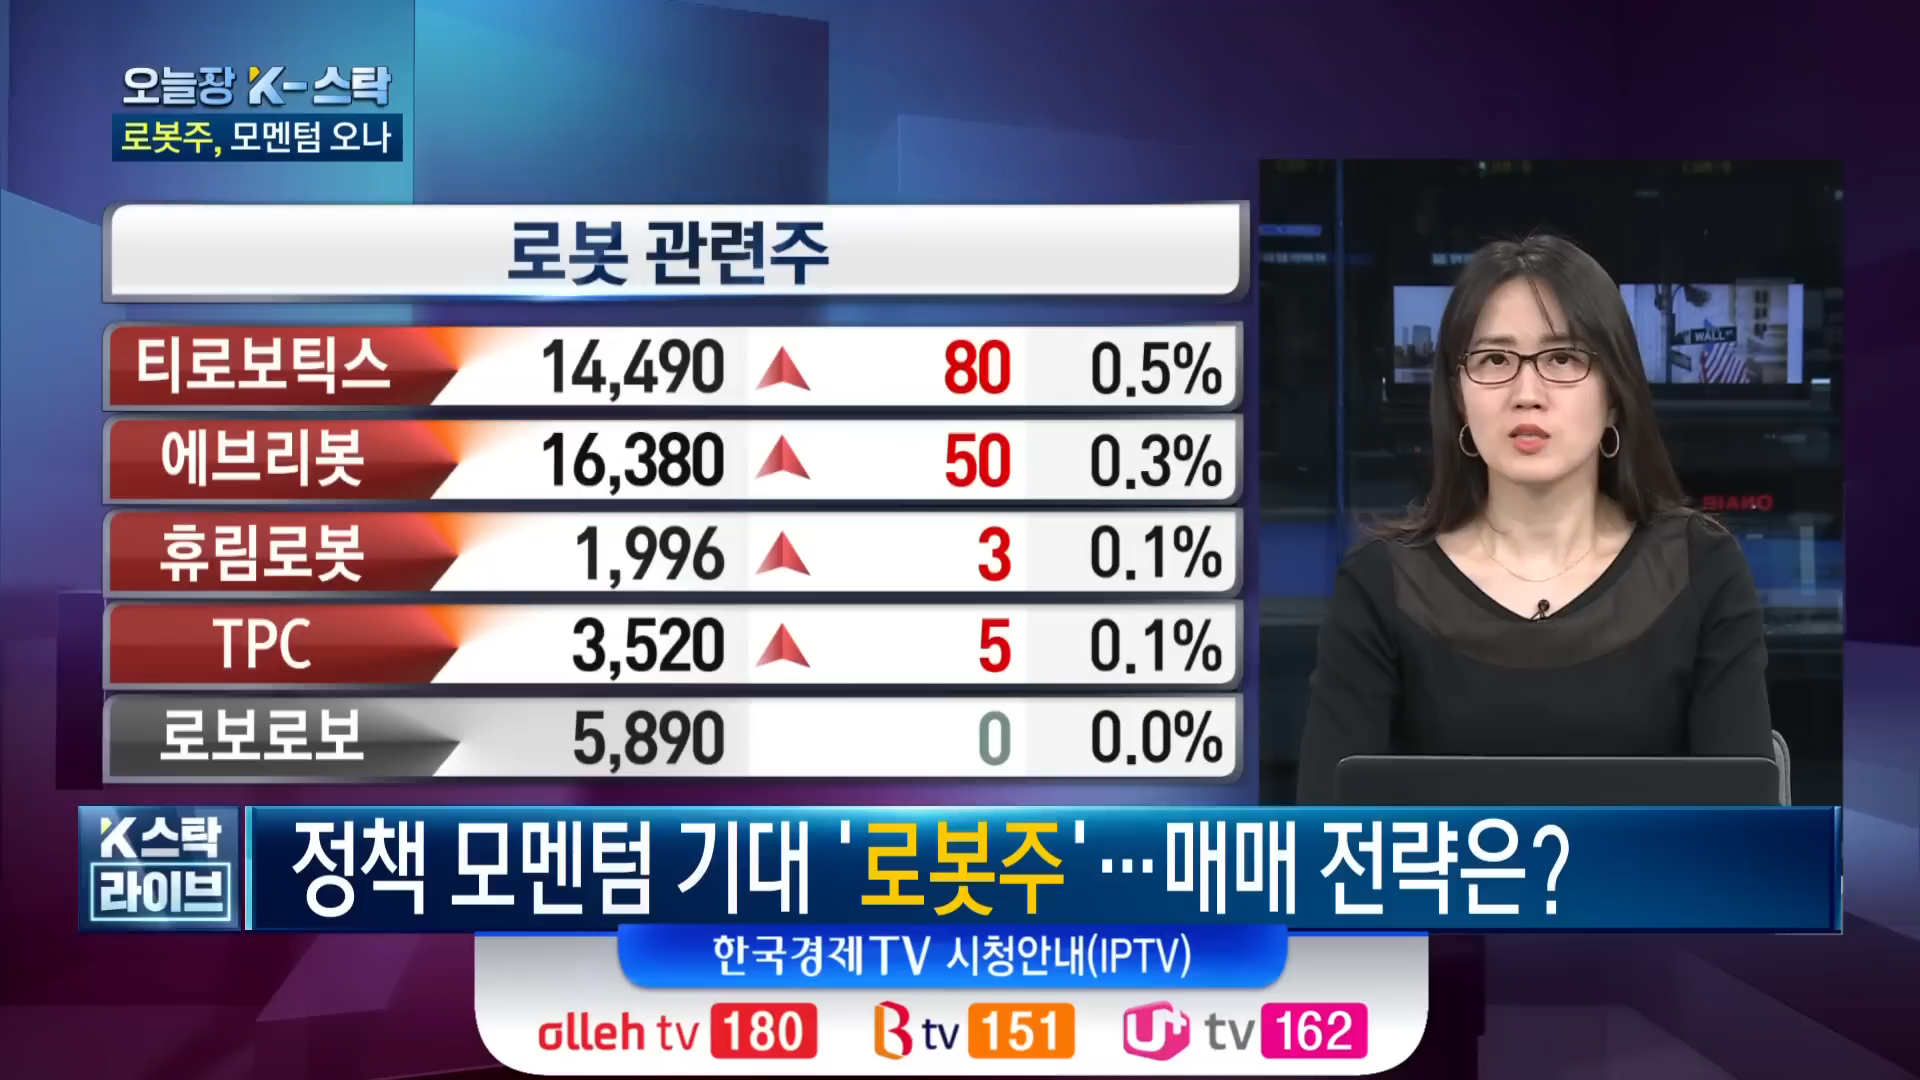 오늘장 K-스탁
로봇주, 모멘텀 오나
로봇 관련주
티로보틱스 14,490 80 0.5%
에브리봇 16,380 50 0.3%
휴림로봇 1,996 3 0.1%
TPC 3,520 5 0.1%
로보로보 5,890 0 0.0%
WALL
ON AIR
K스탁
라이브
정책 모멘텀 기대 '로봇주'…매매 전략은?
한국경제TV 시청안내(IPTV)
olleh tv 180 B tv 151 U+ tv 162